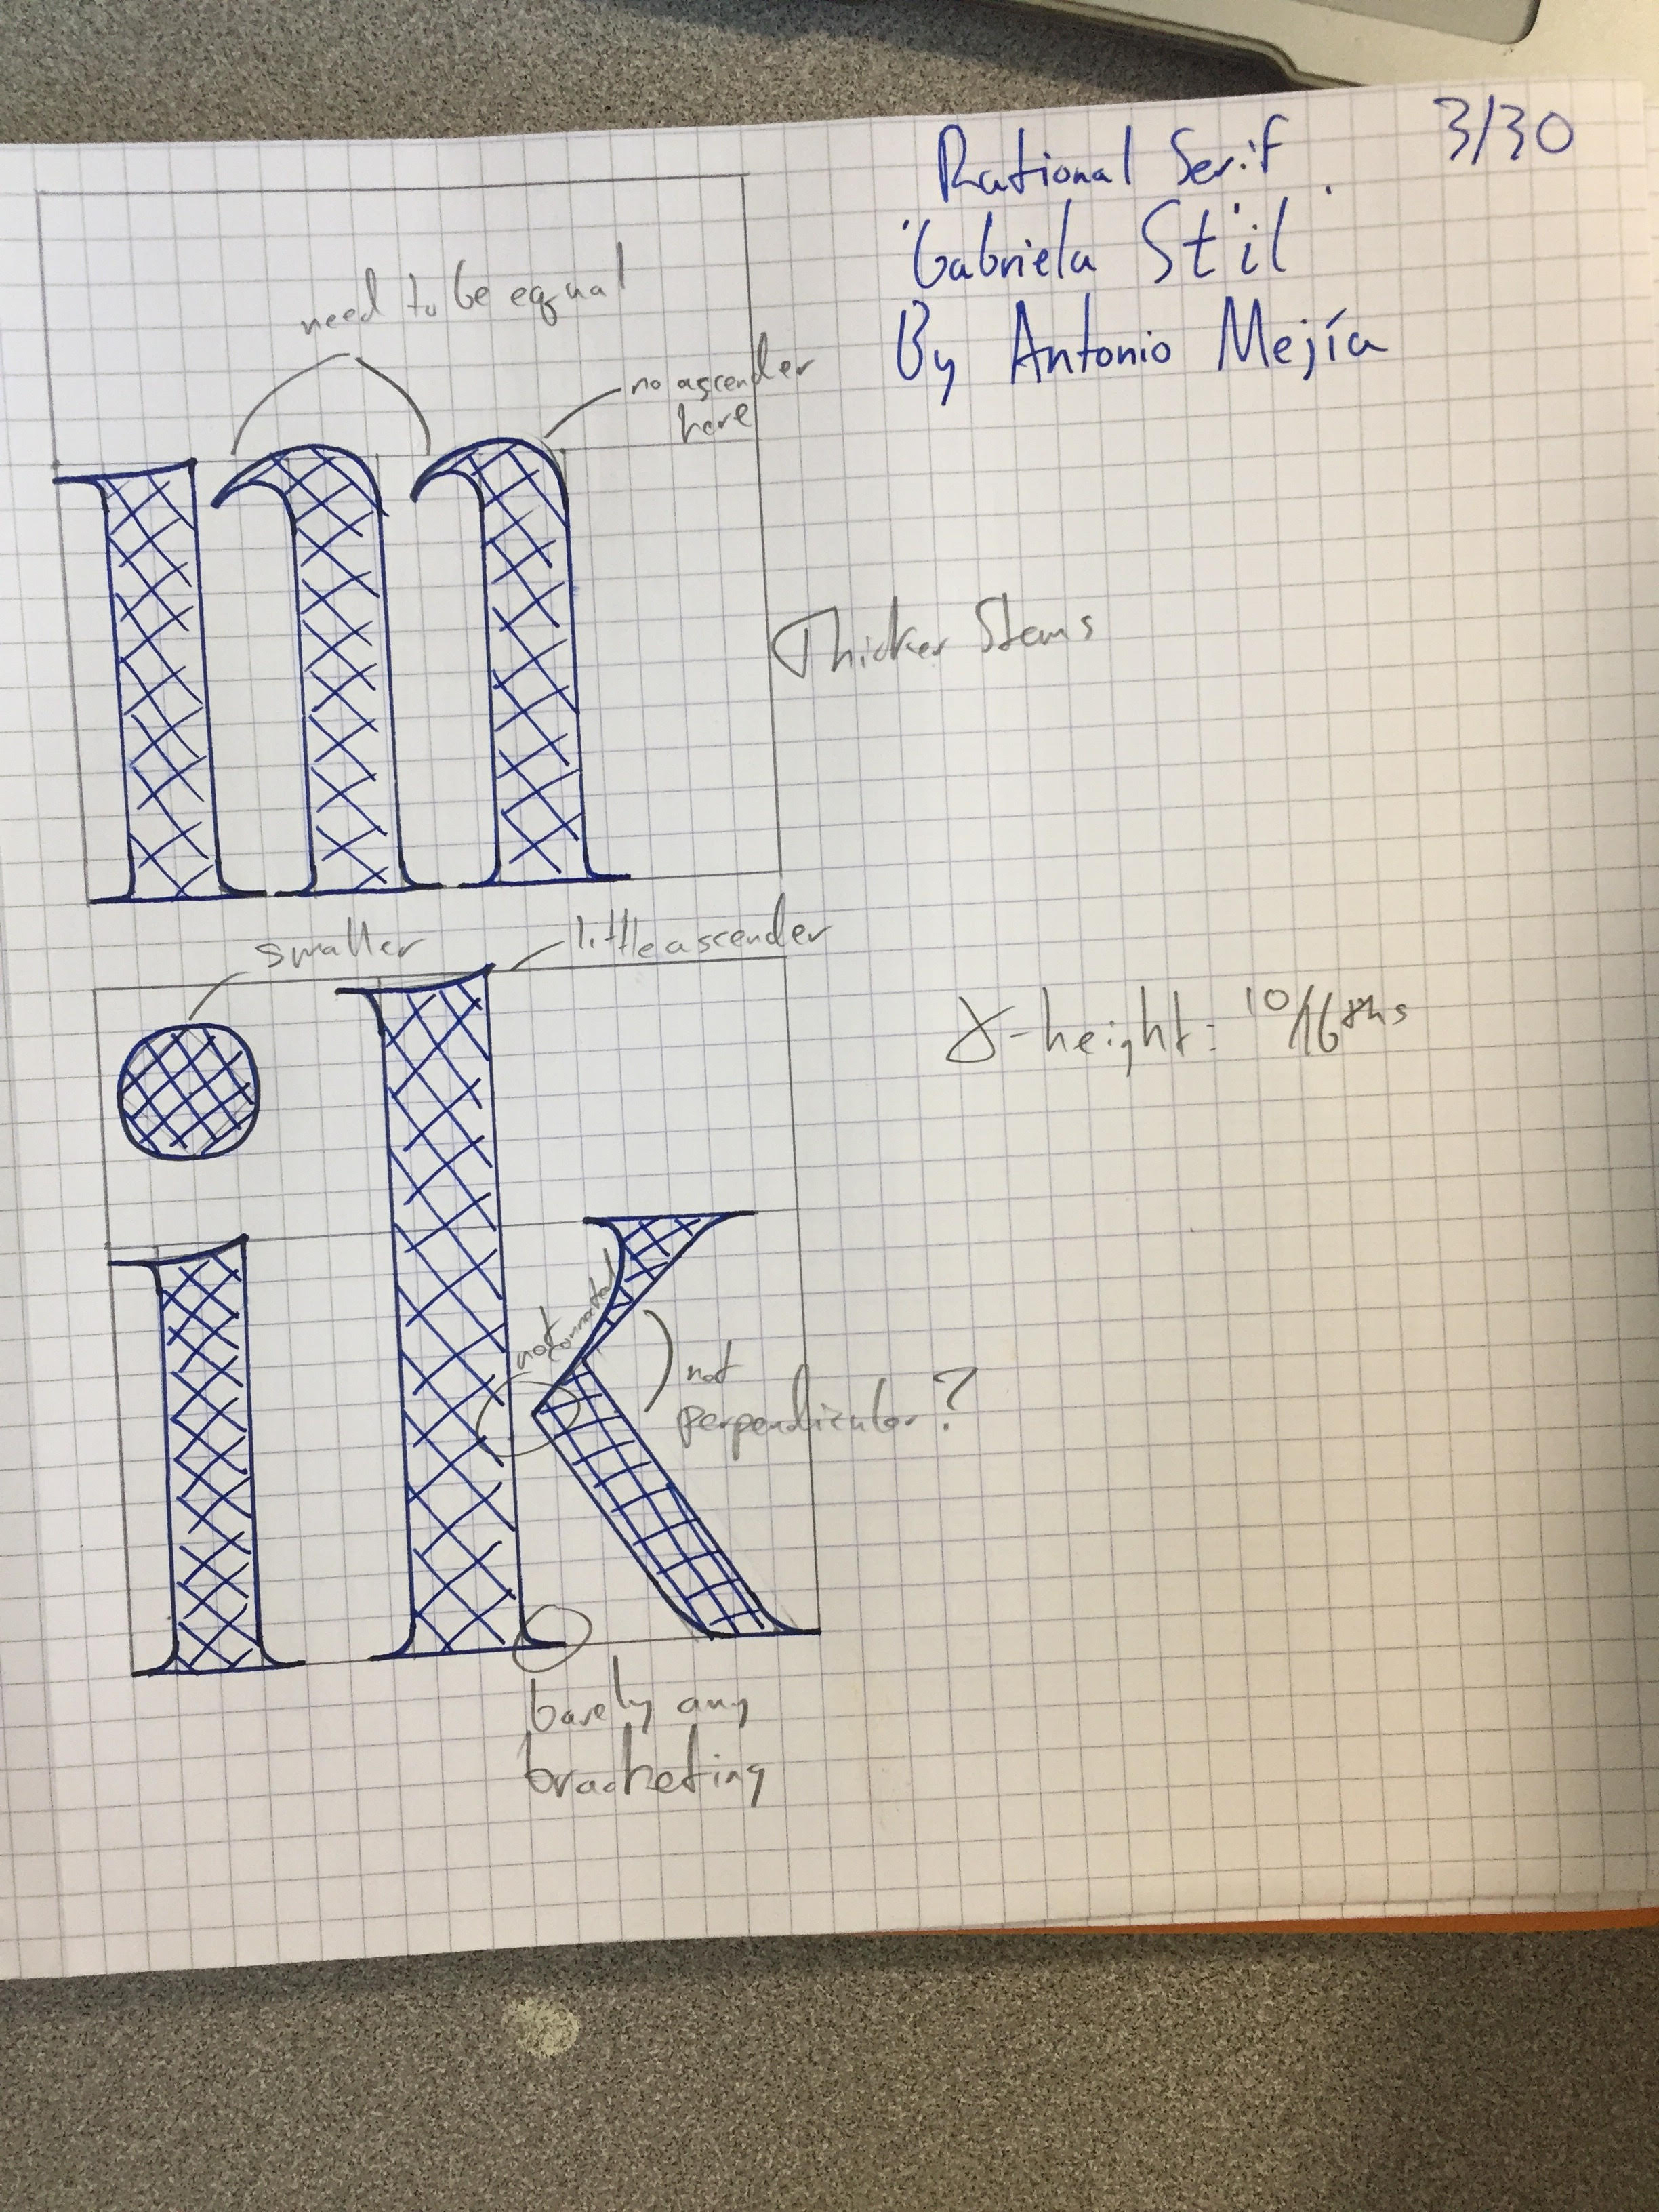 3/30
Rational Serif
'Gabriela Stil'
By Antonio Mejía
need to be equal
no ascender
here
m
Thicker Stems
smaller
little ascender
x-height: 10/16ths
ik
not
connected
not
perpendicular?
barely any
bracketing